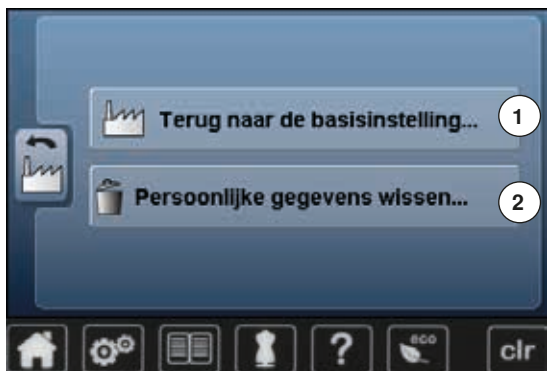 Terug naar de basisinstelling... 1
Persoonlijke gegevens wissen... 2
? eco clr